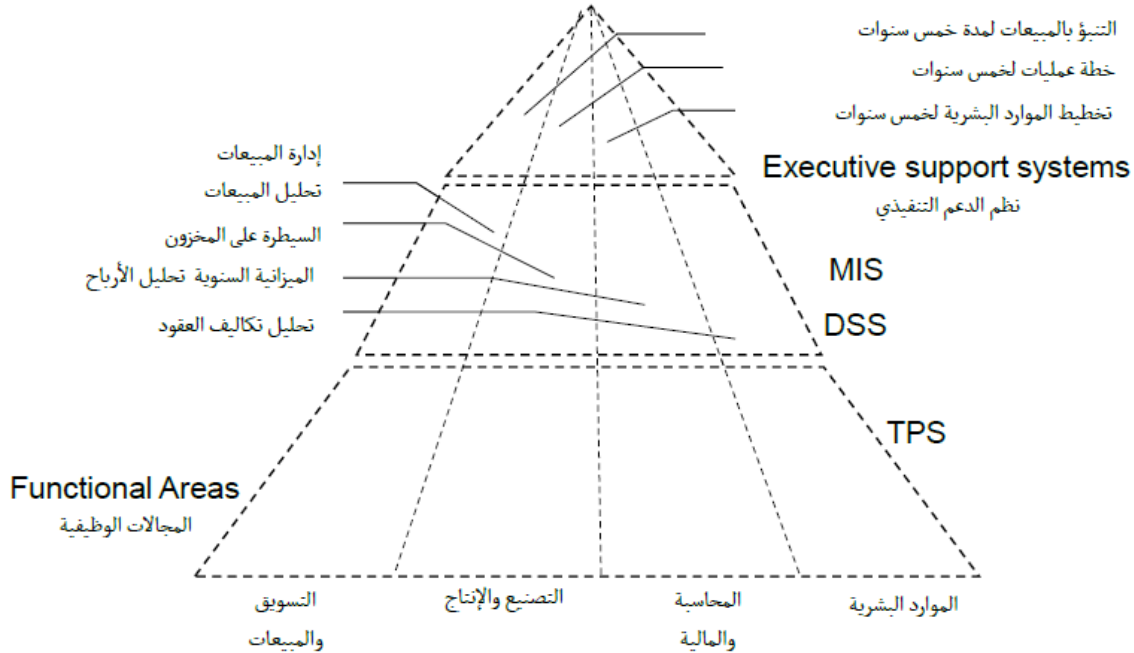 التنبؤ بالمبيعات لمدة خمس سنوات
خطة عمليات لخمس سنوات
تخطيط الموارد البشرية لخمس سنوات
Executive support systems
نظم الدعم التنفيذي
إدارة المبيعات
تحليل المبيعات
السيطرة على المخزون
الميزانية السنوية تحليل الأرباح
تحليل تكاليف العقود
MIS
DSS
TPS
Functional Areas
المجالات الوظيفية
الموارد البشرية
المحاسبة
والمالية
التصنيع والإنتاج
التسويق
والمبيعات